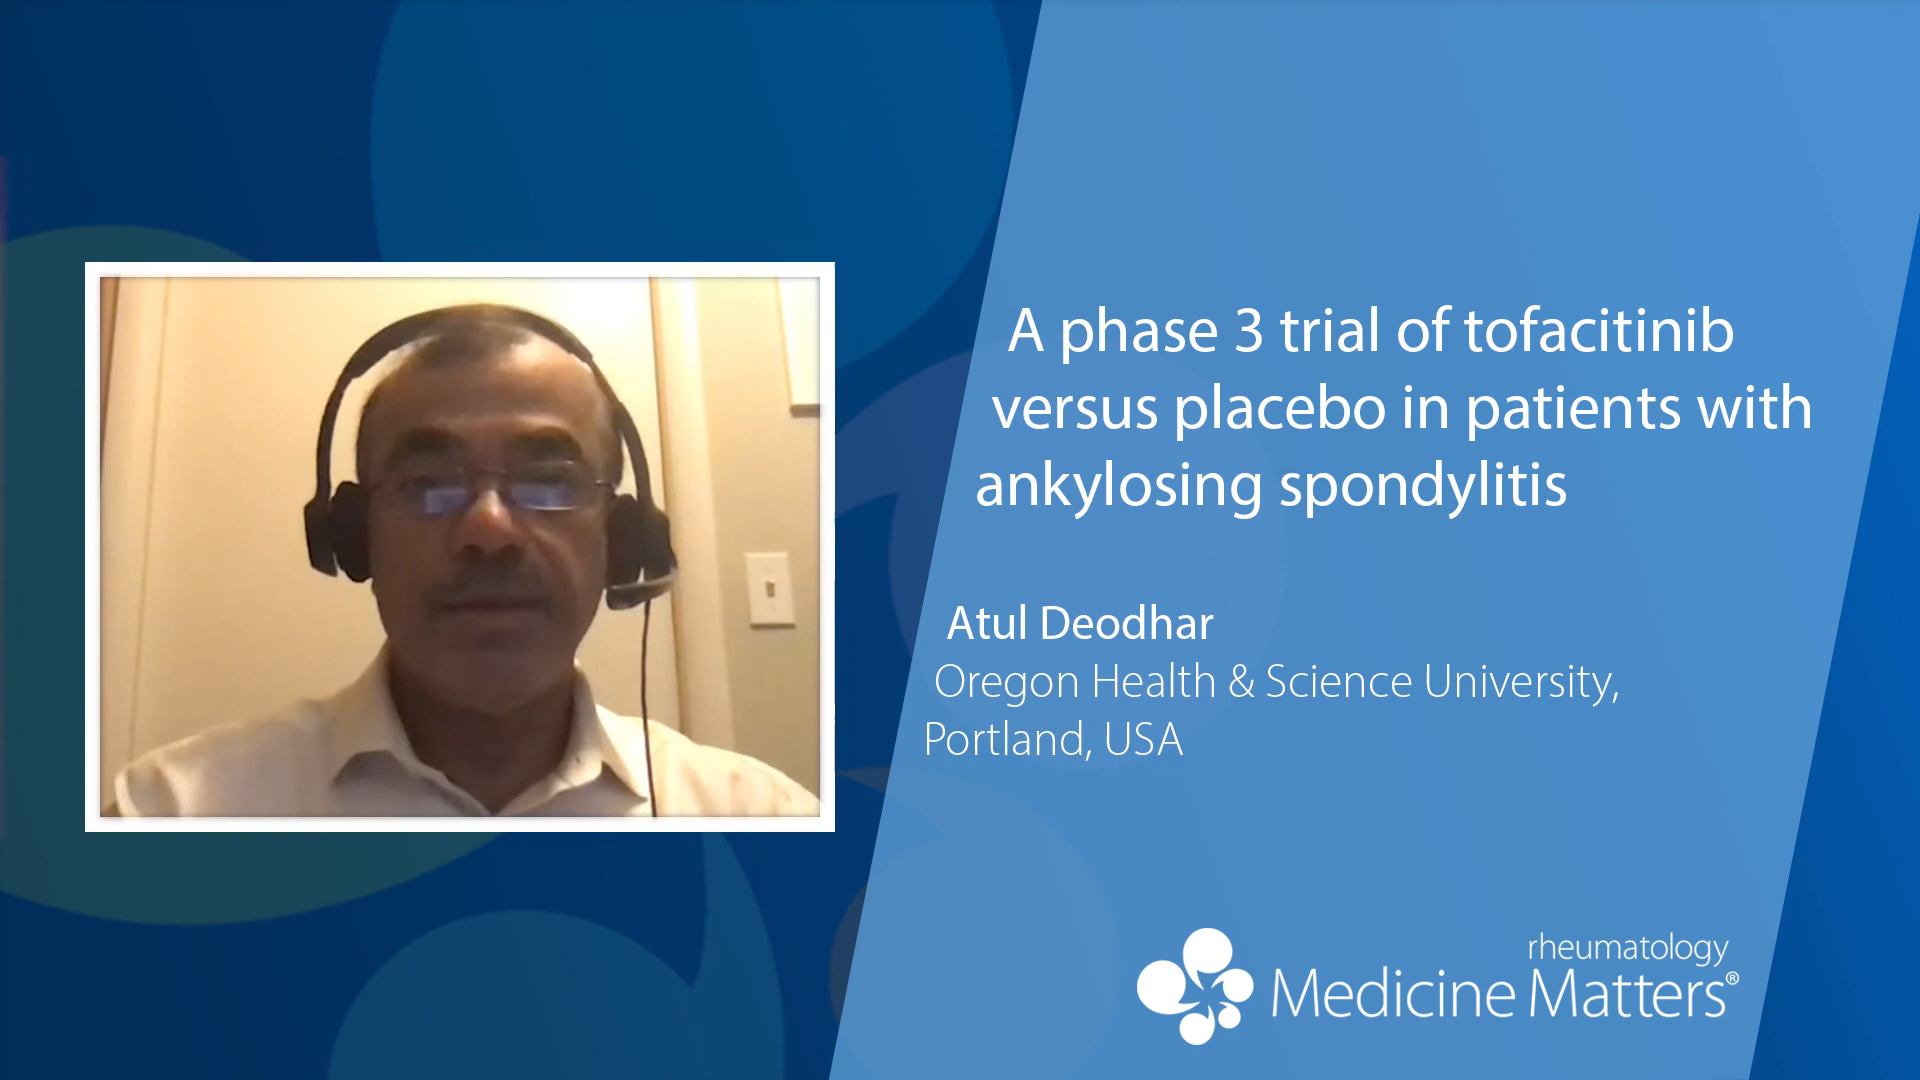 A phase 3 trial of tofacitinib
versus placebo in patients with
ankylosing spondylitis
Atul Deodhar
Oregon Health & Science University,
Portland, USA
rheumatology
Medicine Matters®